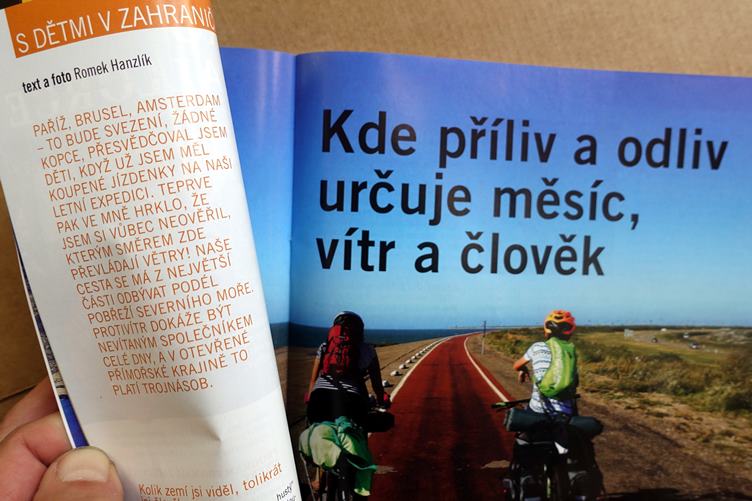 S DĚTMI V ZAHRANIČ
text a foto Romek Hanzlík
PAŘÍŽ, BRUSEL, AMSTERDAM
– TO BUDE SVEZENÍ, ŽÁDNÉ
KOPCE, PŘESVĚDČOVAL JSEM
DĚTI, KDYŽ UŽ JSEM MĚL
KOUPENÉ JÍZDENKY NA NAŠI
LETNÍ EXPEDICI. TEPRVE
PAK VE MNĚ HRKLO, ŽE
JSEM SI VŮBEC NEOVĚŘIL,
KTERÝM SMĚREM ZDE
PŘEVLÁDAJÍ VĚTRY! NAŠE
CESTA SE MÁ Z NEJVĚTŠÍ
ČÁSTI ODBÝVAT PODÉL
POBŘEŽÍ SEVERNÍHO MOŘE.
PROTIVÍTR DOKÁŽE BÝT
NEVÍTANÝM SPOLEČNÍKEM
CELÉ DNY, A V OTEVŘENÉ
PŘÍMOŘSKÉ KRAJINĚ TO
PLATÍ TROJNÁSOB.
Kolik zemí jsi viděl, tolikrát
husty"
Kde příliv a odliv
určuje měsíc,
vítr a člověk